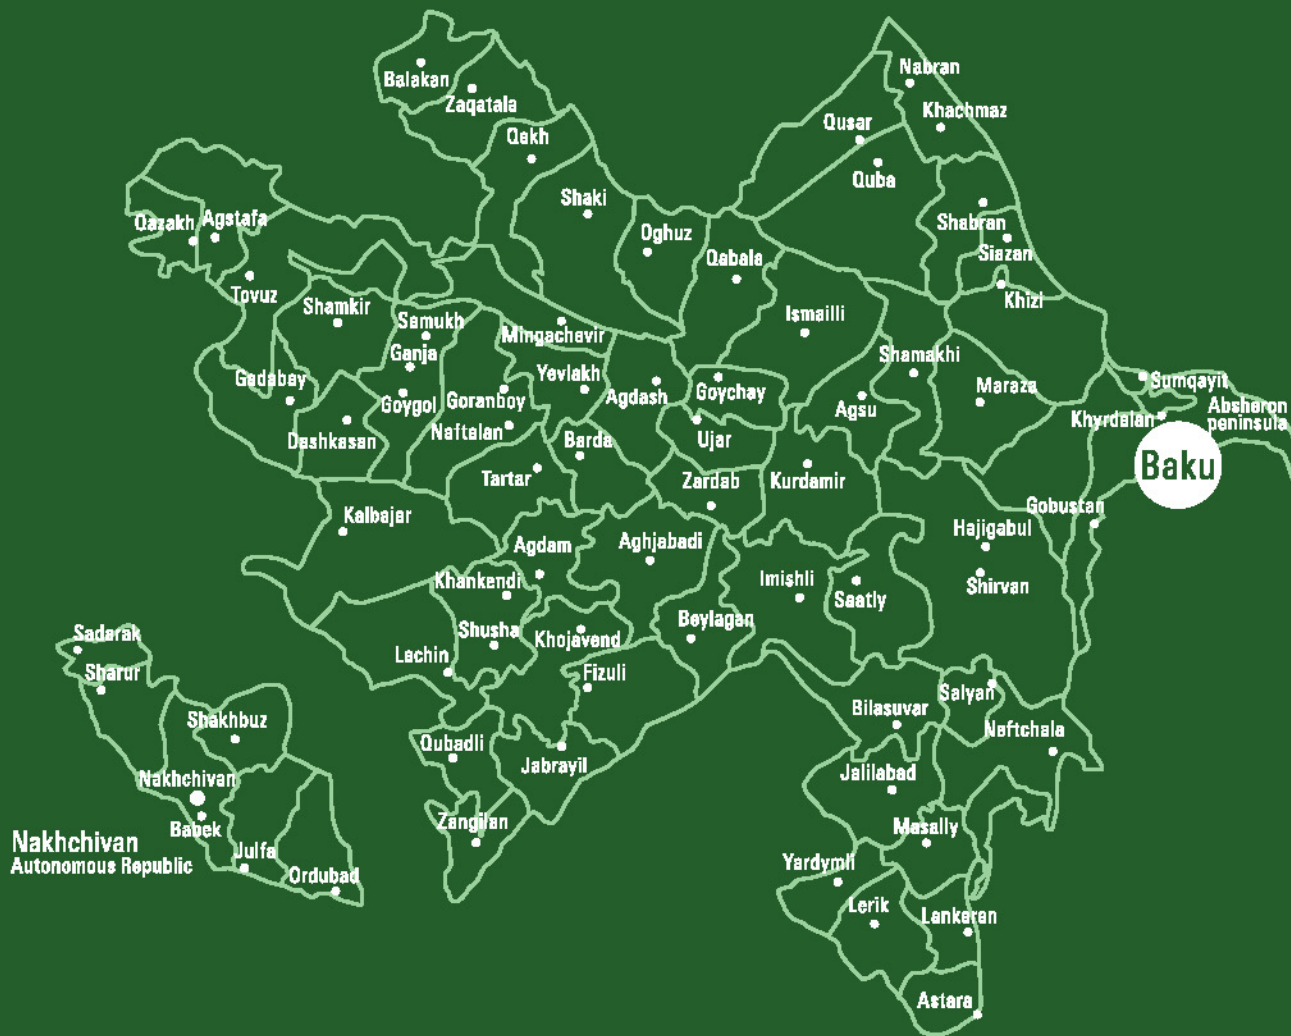 Balakan
Zaqatala
Qakh
Nabran
Khachmaz
Qusar
Quba
Shaki
Qazakh
Agstafa
Oghuz
Shabran
Siazan
Qabala
Tovuz
Khizi
Shamkir
Samukh
Mingachevir
Ismailli
Ganja
Shamakhi
Gadabay
Goygol
Goranboy
Yevlakh
Agdash
Goychay
Agsu
Maraza
Sumqayit
Khyrdalan
Absheron
peninsula
Dashkasan
Naftalan
Barda
Ujar
Baku
Tartar
Zardab
Kurdamir
Kalbajar
Gobustan
Agdam
Aghjabadi
Hajigabul
Khankendi
Imishli
Saatly
Shirvan
Shusha
Khojavend
Beylagan
Sadarak
Sharur
Lachin
Fizuli
Salyan
Shakhbuz
Bilasuvar
Neftchala
Qubadli
Jabrayil
Jalilabad
Nakhchivan
Babek
Zangilan
Masally
Nakhchivan
Autonomous Republic
Julfa
Ordubad
Yardymli
Lerik
Lankaran
Astara